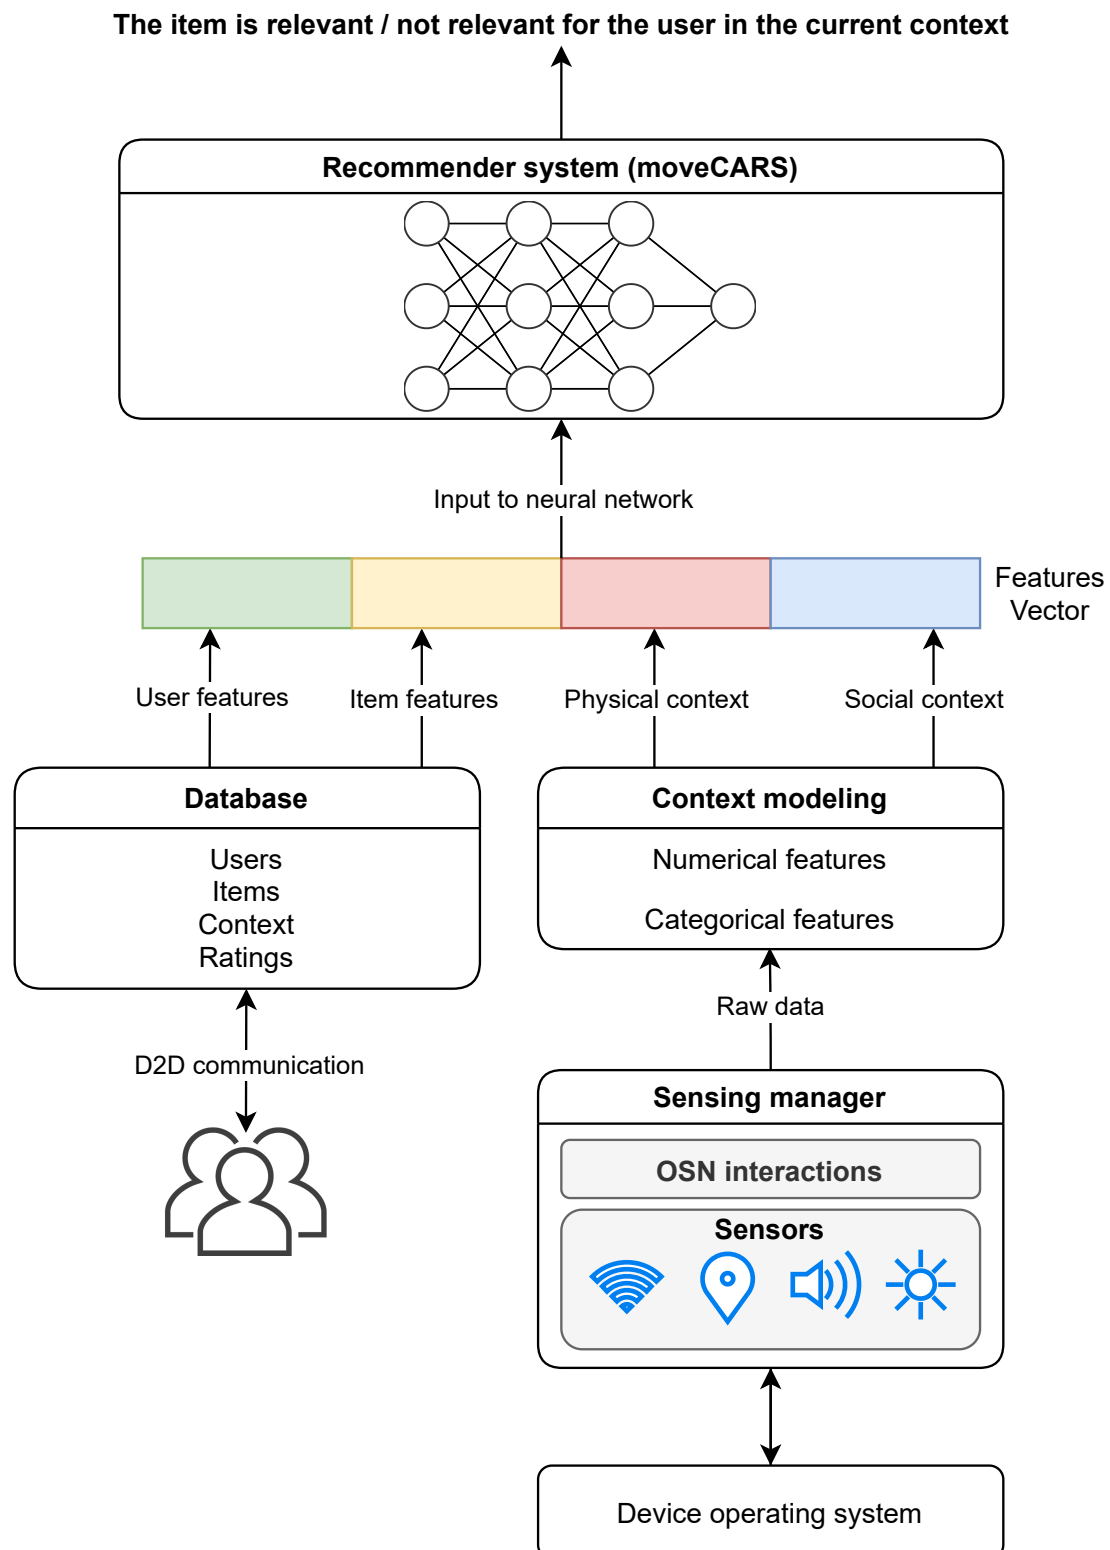 The item is relevant / not relevant for the user in the current context
Recommender system (moveCARS)
Input to neural network
Features
Vector
User features
Item features
Physical context
Social context
Database
Users
Items
Context
Ratings
Context modeling
Numerical features
Categorical features
Raw data
D2D communication
Sensing manager
OSN interactions
Sensors
Device operating system